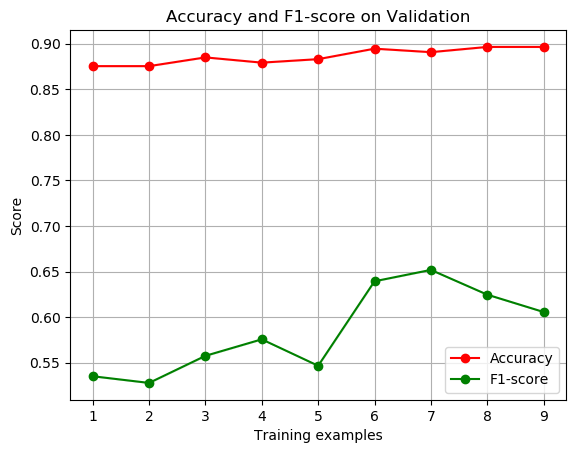 Accuracy and F1-score on Validation
0.90
0.85
0.80
0.75
0.70
0.65
0.60
0.55
Score
Accuracy
F1-score
1 2 3 4 5 6 7 8 9
Training examples